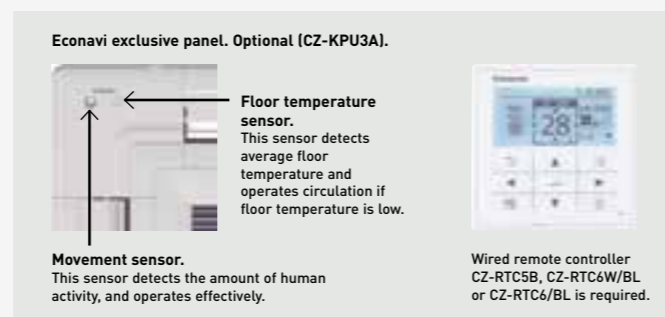 Econavi exclusive panel. Optional (CZ-KPU3A).
Floor temperature
sensor.
This sensor detects
average floor
temperature and
operates circulation if
floor temperature is low.
Movement sensor.
This sensor detects the amount of human
activity, and operates effectively.
28
Wired remote controller
CZ-RTC5B, CZ-RTC6W/BL
or CZ-RTC6/BL is required.